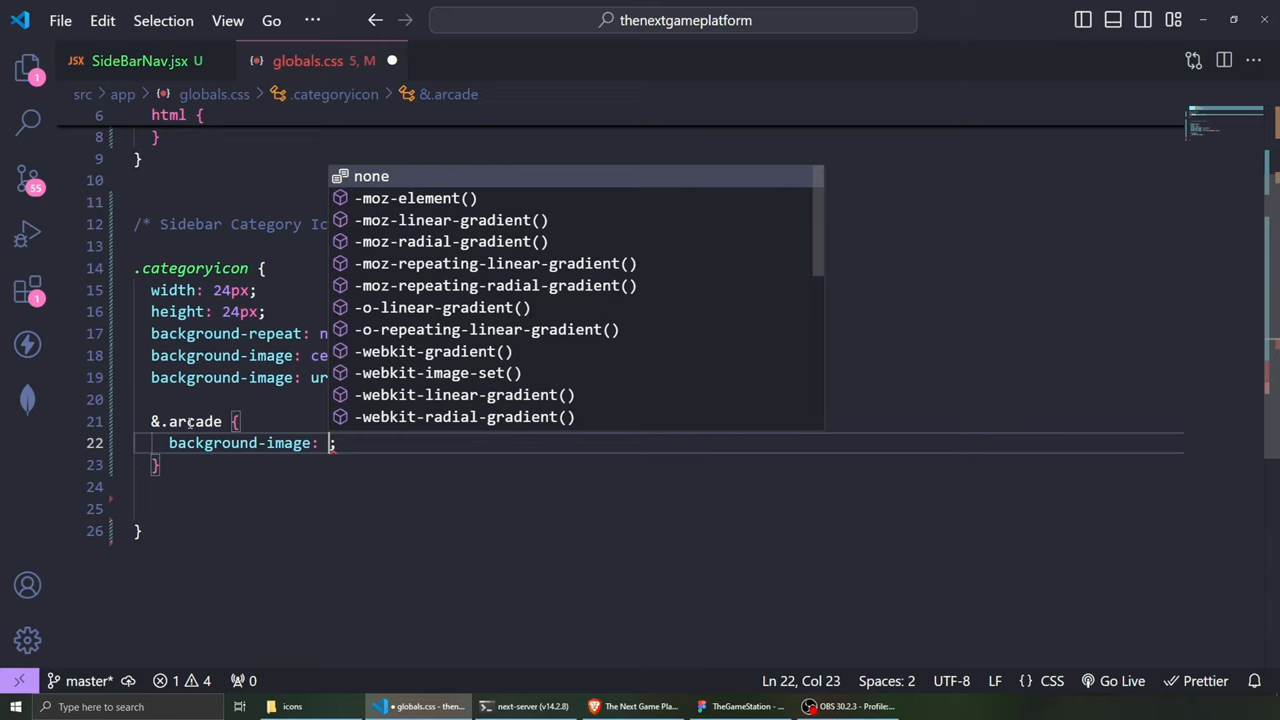 File Edit Selection View Go ··· thenextgameplatform
SideBarNav.jsx U globals.css 5, M
src > app > globals.css > .categoryicon > &.arcade
6 html {
8 }
9 }
10
11
12 /* Sidebar Category Ic
13
14 .categoryicon {
15 width: 24px;
16 height: 24px;
17 background-repeat: n
18 background-image: ce
19 background-image: ur
20
21 &.arcade {
22 background-image: ;
23 }
24
25
26 }
none
-moz-element()
-moz-linear-gradient()
-moz-radial-gradient()
-moz-repeating-linear-gradient()
-moz-repeating-radial-gradient()
-o-linear-gradient()
-o-repeating-linear-gradient()
-webkit-gradient()
-webkit-image-set()
-webkit-linear-gradient()
-webkit-radial-gradient()
1
55
1
master* 1 4 0 Ln 22, Col 23 Spaces: 2 UTF-8 LF {} CSS Go Live Prettier
Type here to search icons • globals.css - then... next-server (v14.2.8) The Next Game Pla... TheGameStation - ... OBS 30.2.3 - Profile:...